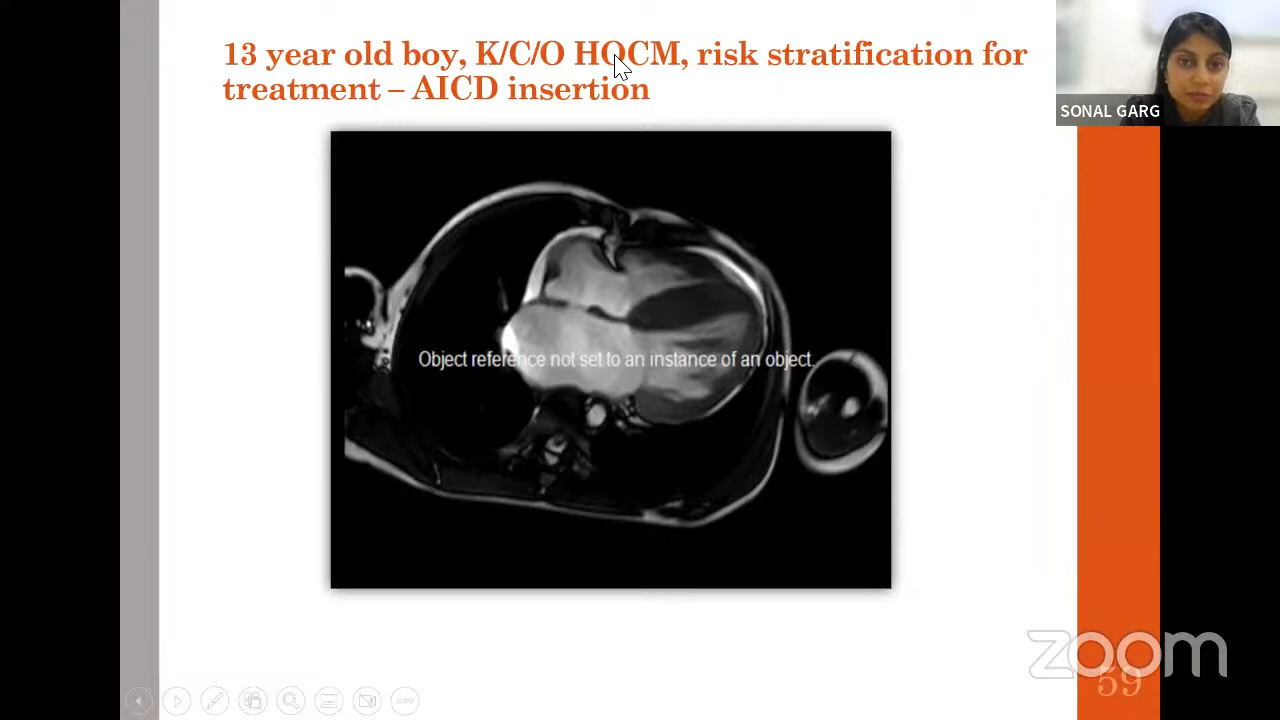 13 year old boy, K/C/O HOCM, risk stratification for
treatment – AICD insertion
SONAL GARG
Object reference not set to an instance of an object.
zoom
59